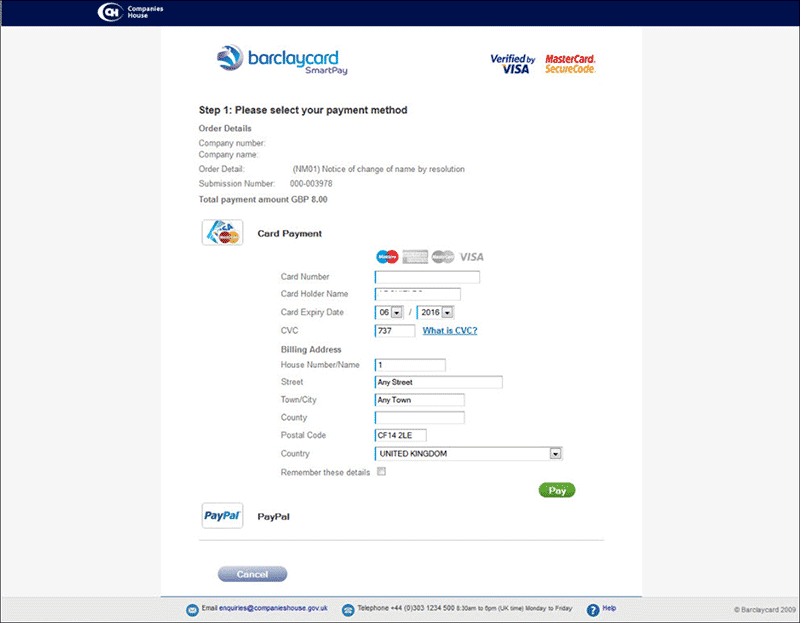 CH Companies House
barclaycard
SmartPay
Verified by VISA
MasterCard. SecureCode.
Step 1: Please select your payment method
Order Details
Company number:
Company name:
Order Detail: (NM01) Notice of change of name by resolution
Submission Number: 000-003978
Total payment amount GBP 8.00
Card Payment
Maestro MasterCard VISA
Card Number
Card Holder Name
Card Expiry Date 06 / 2016
CVC 737 What is CVC?
Billing Address
House Number/Name 1
Street Any Street
Town/City Any Town
County
Postal Code CF14 2LE
Country UNITED KINGDOM
Remember these details
Pay
PayPal PayPal
Cancel
Email enquiries@companieshouse.gov.uk Telephone +44 (0)303 1234 500 8:30am to 6pm (UK time) Monday to Friday ? Help © Barclaycard 2009